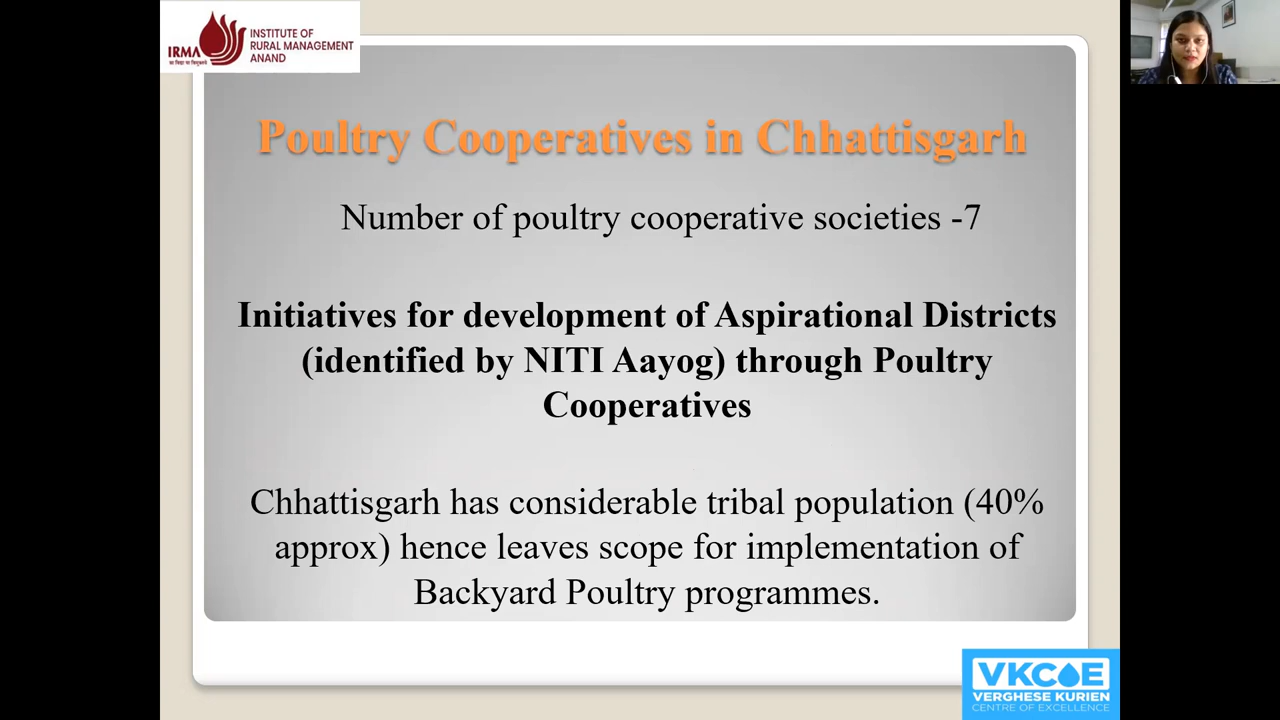 IRMA
INSTITUTE OF
RURAL MANAGEMENT
ANAND
Poultry Cooperatives in Chhattisgarh
Number of poultry cooperative societies -7
Initiatives for development of Aspirational Districts
(identified by NITI Aayog) through Poultry
Cooperatives
Chhattisgarh has considerable tribal population (40%
approx) hence leaves scope for implementation of
Backyard Poultry programmes.
VKCOE
VERGHESE KURIEN
CENTRE OF EXCELLENCE